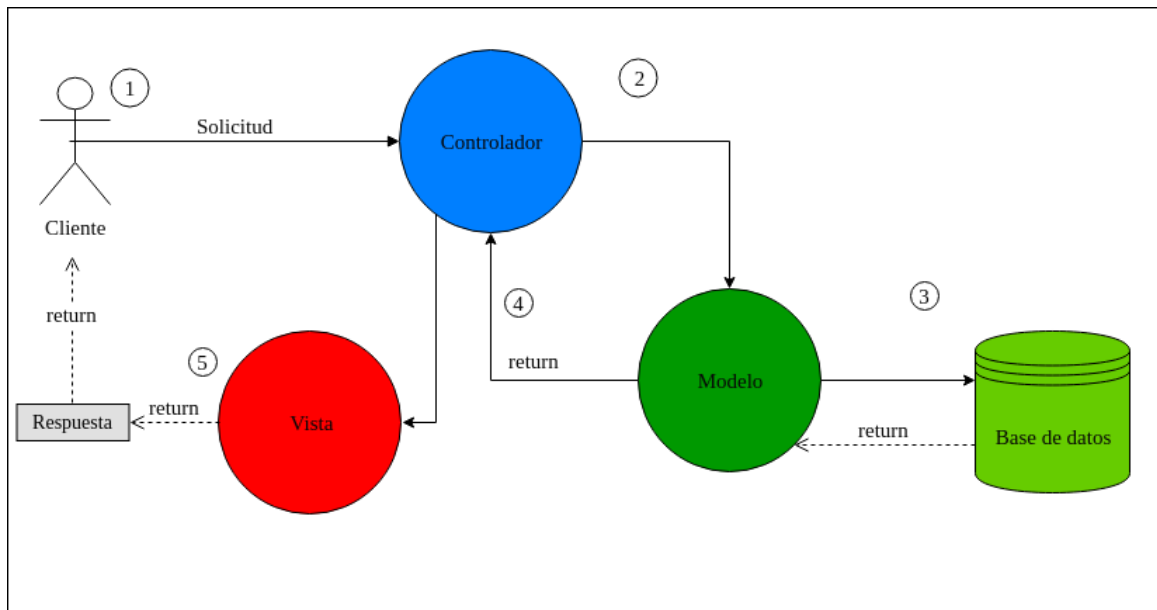 1
2
Solicitud
Controlador
Cliente
4
3
return
return
5
Modelo
return
return
Respuesta
Vista
Base de datos